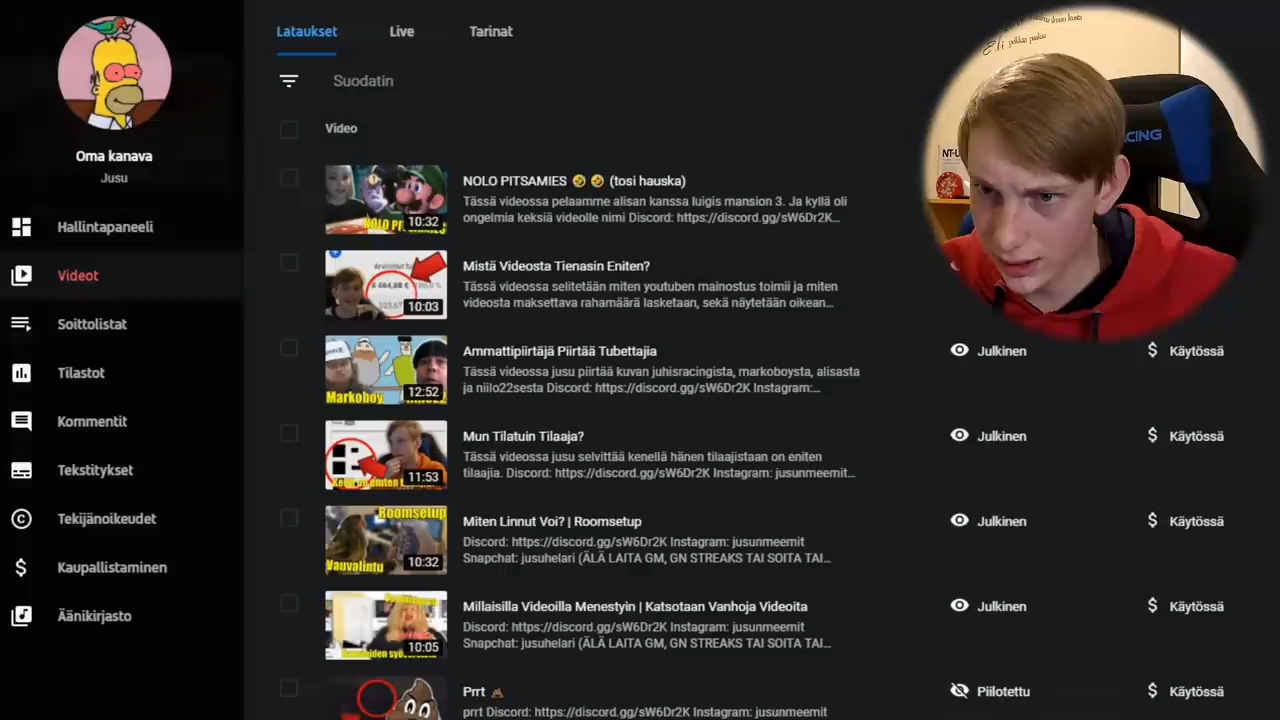 Oma kanava
Jusu
Hallintapaneeli
Videot
Soittolistat
Tilastot
Kommentit
Tekstitykset
Tekijänoikeudet
Kaupallistaminen
Äänikirjasto
Lataukset Live Tarinat
Suodatin
Video
10:32
NOLO PITSAMIES 🤣 🤣 (tosi hauska)
Tässä videossa pelaamme alisan kanssa luigis mansion 3. Ja kyllä oli
ongelmia keksiä videolle nimi Discord: https://discord.gg/sW6Dr2K...
10:03
Mistä Videosta Tienasin Eniten?
Tässä videossa selitetään miten youtuben mainostus toimii ja miten
videosta maksettava rahamäärä lasketaan, sekä näytetään oikean...
Markoboy
12:52
Ammattipiirtäjä Piirtää Tubettajia
Tässä videossa jusu piirtää kuvan juhisracingista, markoboysta, alisasta
ja niilo22sesta Discord: https://discord.gg/sW6Dr2K Instagram:...
Julkinen Käytössä
11:53
Mun Tilatuin Tilaaja?
Tässä videossa jusu selvittää kenellä hänen tilaajistaan on eniten
tilaajia. Discord: https://discord.gg/sW6Dr2K Instagram: jusunmeemit...
Julkinen Käytössä
Roomsetup
Vauvalintu
10:32
Miten Linnut Voi? | Roomsetup
Discord: https://discord.gg/sW6Dr2K Instagram: jusunmeemit
Snapchat: jusuhelari (ÄLÄ LAITA GM, GN STREAKS TAI SOITA TAI...
Julkinen Käytössä
10:05
Millaisilla Videoilla Menestyin | Katsotaan Vanhoja Videoita
Discord: https://discord.gg/sW6Dr2K Instagram: jusunmeemit
Snapchat: jusuhelari (ÄLÄ LAITA GM, GN STREAKS TAI SOITA TAI...
Julkinen Käytössä
Prrt 💩
prrt Discord: https://discord.gg/sW6Dr2K Instagram: jusunmeemit
Piilotettu Käytössä